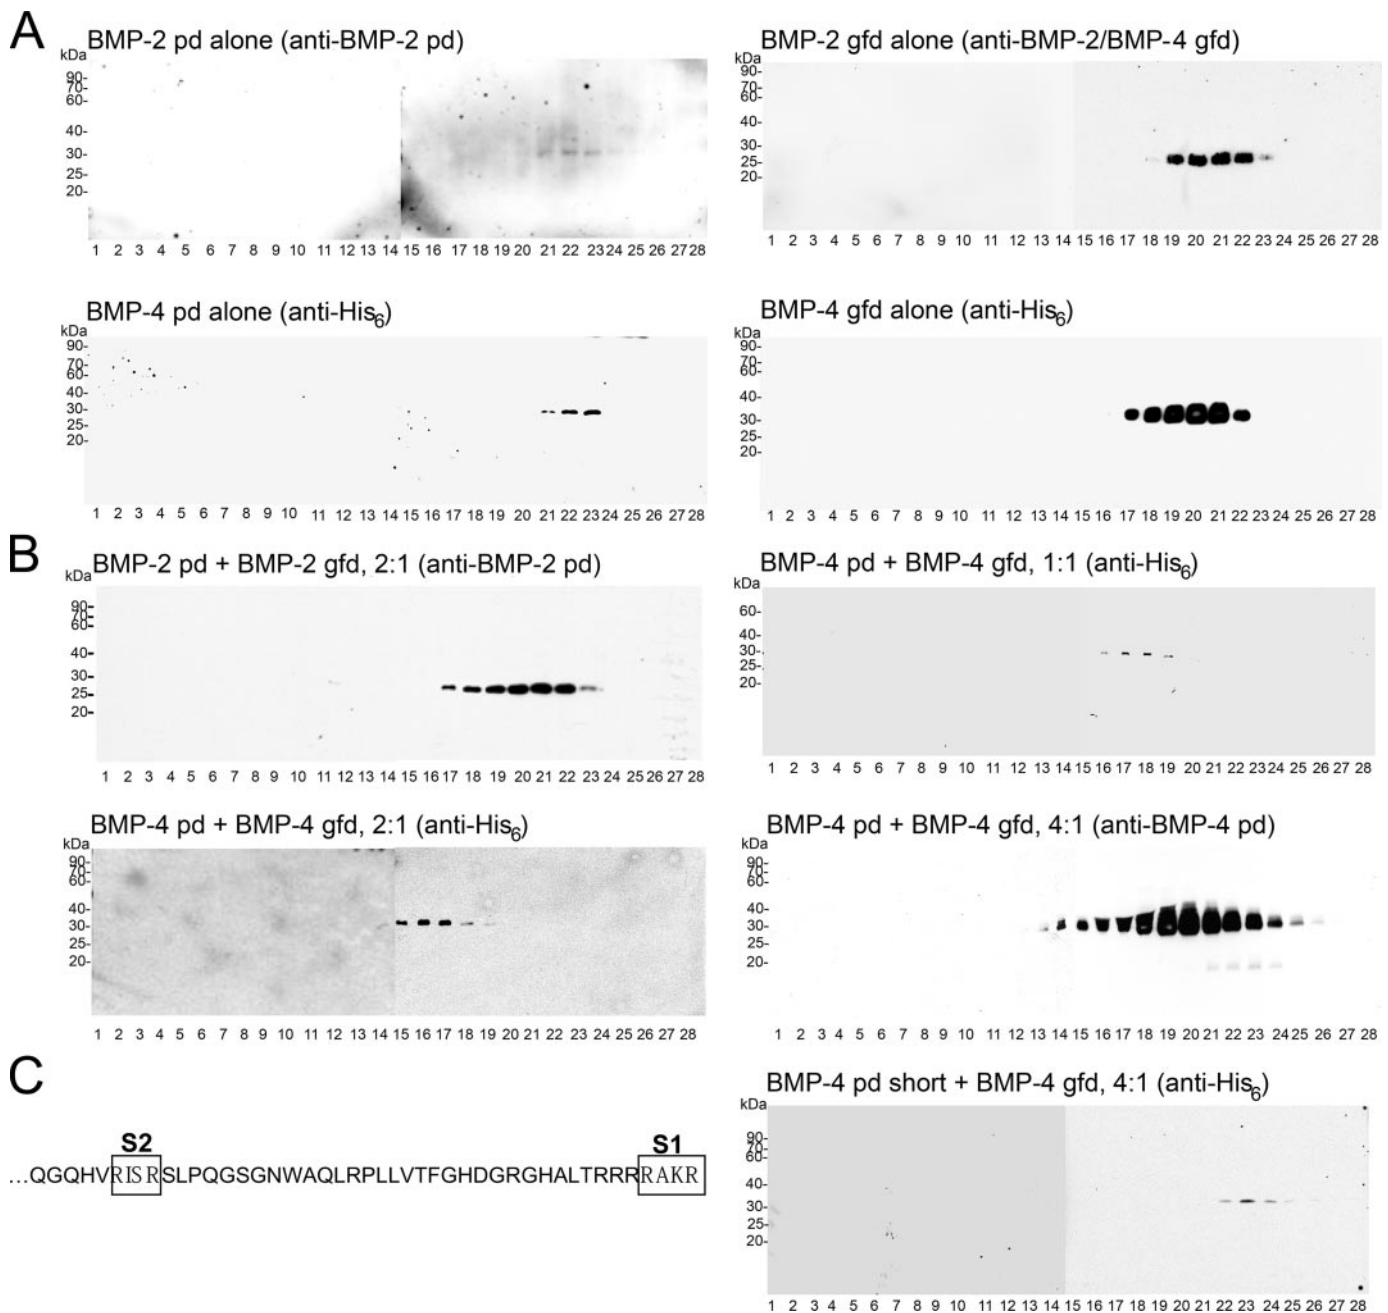 A
BMP-2 pd alone (anti-BMP-2 pd)
kDa
90-
70-
60-
40-
30-
25-
20-
1 2 3 4 5 6 7 8 9 10 11 12 13 14 15 16 17 18 19 20 21 22 23 24 25 26 27 28
BMP-2 gfd alone (anti-BMP-2/BMP-4 gfd)
kDa
90-
70-
60-
40-
30-
25-
20-
1 2 3 4 5 6 7 8 9 10 11 12 13 14 15 16 17 18 19 20 21 22 23 24 25 26 27 28
BMP-4 pd alone (anti-His6)
kDa
90-
70-
60-
40-
30-
25-
20-
1 2 3 4 5 6 7 8 9 10 11 12 13 14 15 16 17 18 19 20 21 22 23 24 25 26 27 28
BMP-4 gfd alone (anti-His6)
kDa
90-
70-
60-
40-
30-
25-
20-
1 2 3 4 5 6 7 8 9 10 11 12 13 14 15 16 17 18 19 20 21 22 23 24 25 26 27 28
B
BMP-2 pd + BMP-2 gfd, 2:1 (anti-BMP-2 pd)
kDa
90-
70-
60-
40-
30-
25-
20-
1 2 3 4 5 6 7 8 9 10 11 12 13 14 15 16 17 18 19 20 21 22 23 24 25 26 27 28
BMP-4 pd + BMP-4 gfd, 1:1 (anti-His6)
kDa
60-
40-
30-
25-
20-
1 2 3 4 5 6 7 8 9 10 11 12 13 14 15 16 17 18 19 20 21 22 23 24 25 26 27 28
BMP-4 pd + BMP-4 gfd, 2:1 (anti-His6)
kDa
90-
70-
60-
40-
30-
25-
20-
1 2 3 4 5 6 7 8 9 10 11 12 13 14 15 16 17 18 19 20 21 22 23 24 25 26 27 28
BMP-4 pd + BMP-4 gfd, 4:1 (anti-BMP-4 pd)
kDa
90-
70-
60-
40-
30-
25-
20-
1 2 3 4 5 6 7 8 9 10 11 12 13 14 15 16 17 18 19 20 21 22 23 24 25 26 27 28
C
S2 S1
...QGQHVRISRSLPQGSGNWAQLRPLLVTFGHDGRGHALTRRRRAKR
BMP-4 pd short + BMP-4 gfd, 4:1 (anti-His6)
kDa
90-
70-
60-
40-
30-
25-
20-
1 2 3 4 5 6 7 8 9 10 11 12 13 14 15 16 17 18 19 20 21 22 23 24 25 26 27 28